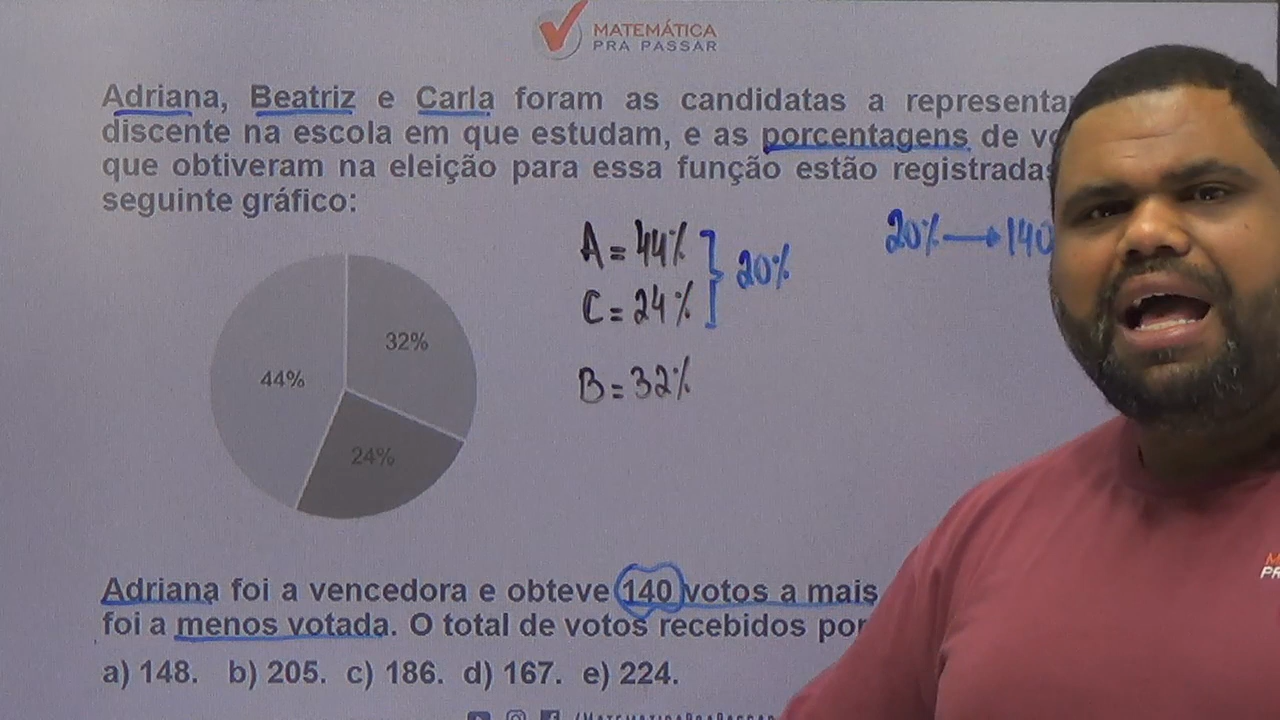 MATEMÁTICA
PRA PASSAR
Adriana, Beatriz e Carla foram as candidatas a representa
discente na escola em que estudam, e as porcentagens de vo
que obtiveram na eleição para essa função estão registradas
seguinte gráfico:
A = 44% 20% 20% → 140
C = 24%
B = 32%
32%
44%
24%
Adriana foi a vencedora e obteve 140 votos a mais
foi a menos votada. O total de votos recebidos por
a) 148. b) 205. c) 186. d) 167. e) 224.
/MATEMATICAPRAPASSAR